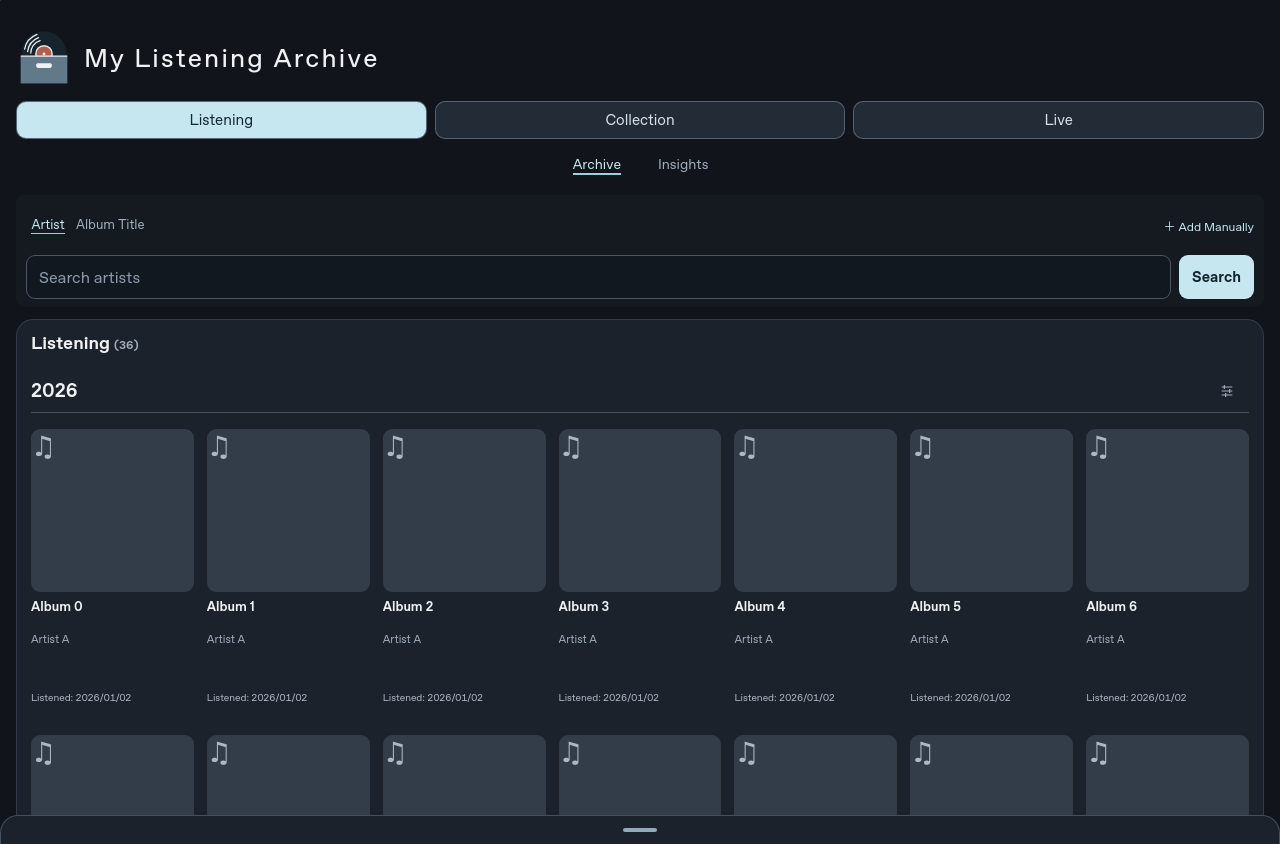 My Listening Archive
Listening Collection Live
Archive Insights
Artist Album Title + Add Manually
Search artists Search
Listening (36)
2026
Album 0 Album 1 Album 2 Album 3 Album 4 Album 5 Album 6
Artist A Artist A Artist A Artist A Artist A Artist A Artist A
Listened: 2026/01/02 Listened: 2026/01/02 Listened: 2026/01/02 Listened: 2026/01/02 Listened: 2026/01/02 Listened: 2026/01/02 Listened: 2026/01/02